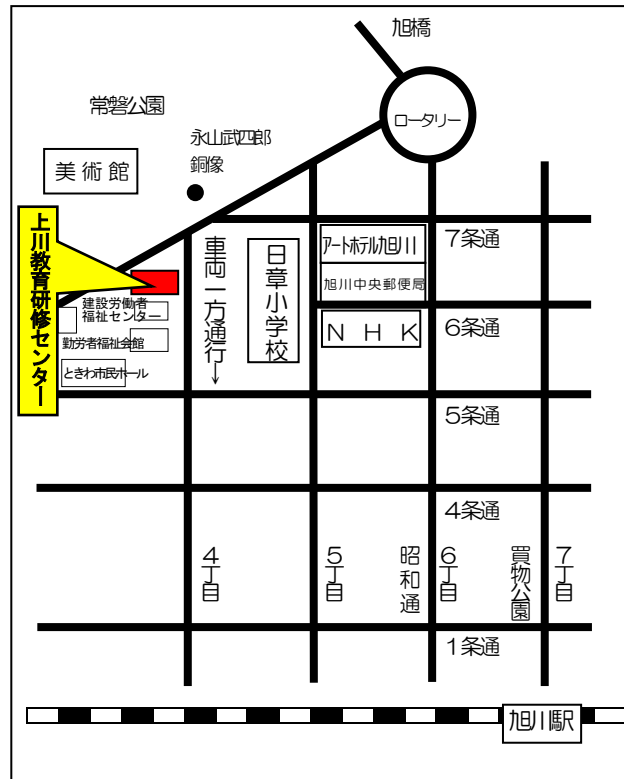 旭橋
ロータリー
常磐公園
永山武四郎
銅像
美術館
上川教育研修センター
建設労働者
福祉センター
勤労者福祉会館
ときわ市民ホール
車両一方通行→
日章小学校
アートホテル旭川
旭川中央郵便局
NHK
7条通
6条通
5条通
4条通
4丁目
5丁目
昭和通
6丁目
買物公園
7丁目
1条通
旭川駅